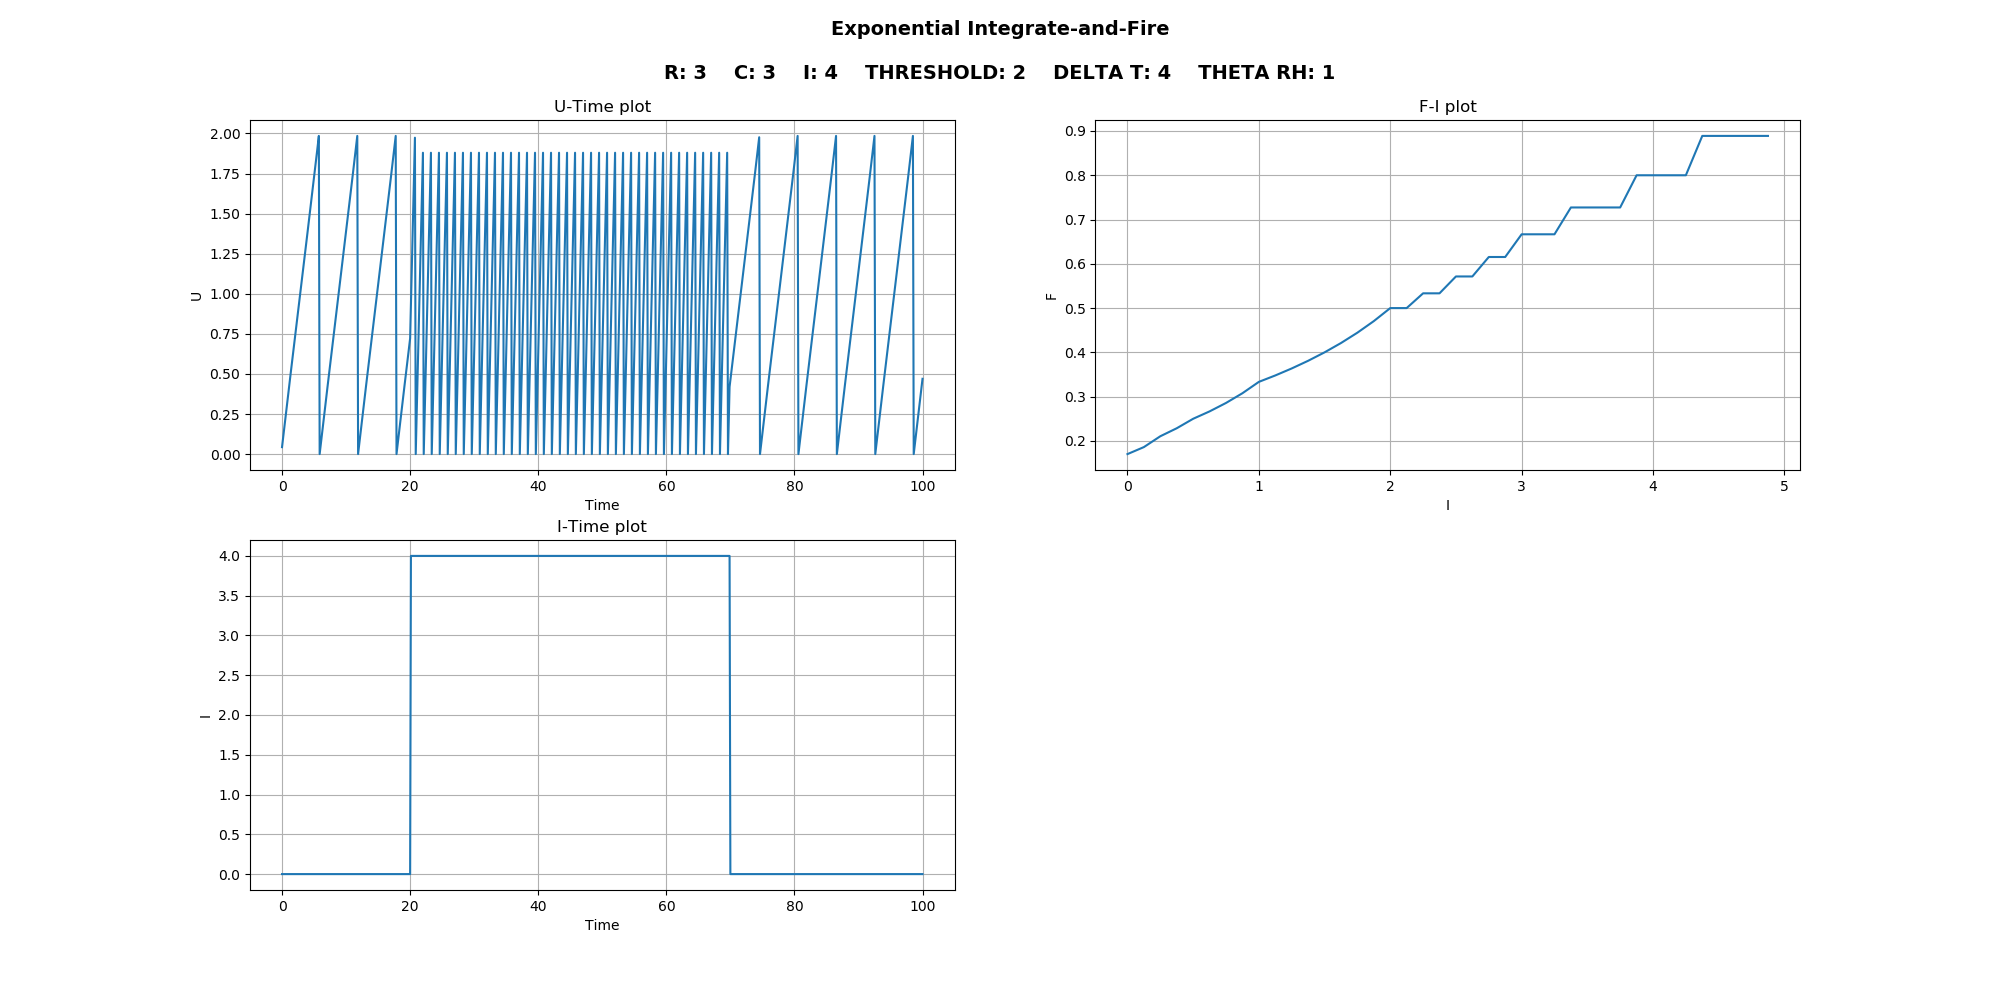 Exponential Integrate-and-Fire
R: 3    C: 3    I: 4    THRESHOLD: 2    DELTA T: 4    THETA RH: 1
U-Time plot
2.00
1.75
1.50
1.25
1.00
0.75
0.50
0.25
0.00
U
0 20 40 60 80 100
Time
F-I plot
0.9
0.8
0.7
0.6
0.5
0.4
0.3
0.2
F
0 1 2 3 4 5
I
I-Time plot
4.0
3.5
3.0
2.5
2.0
1.5
1.0
0.5
0.0
I
0 20 40 60 80 100
Time